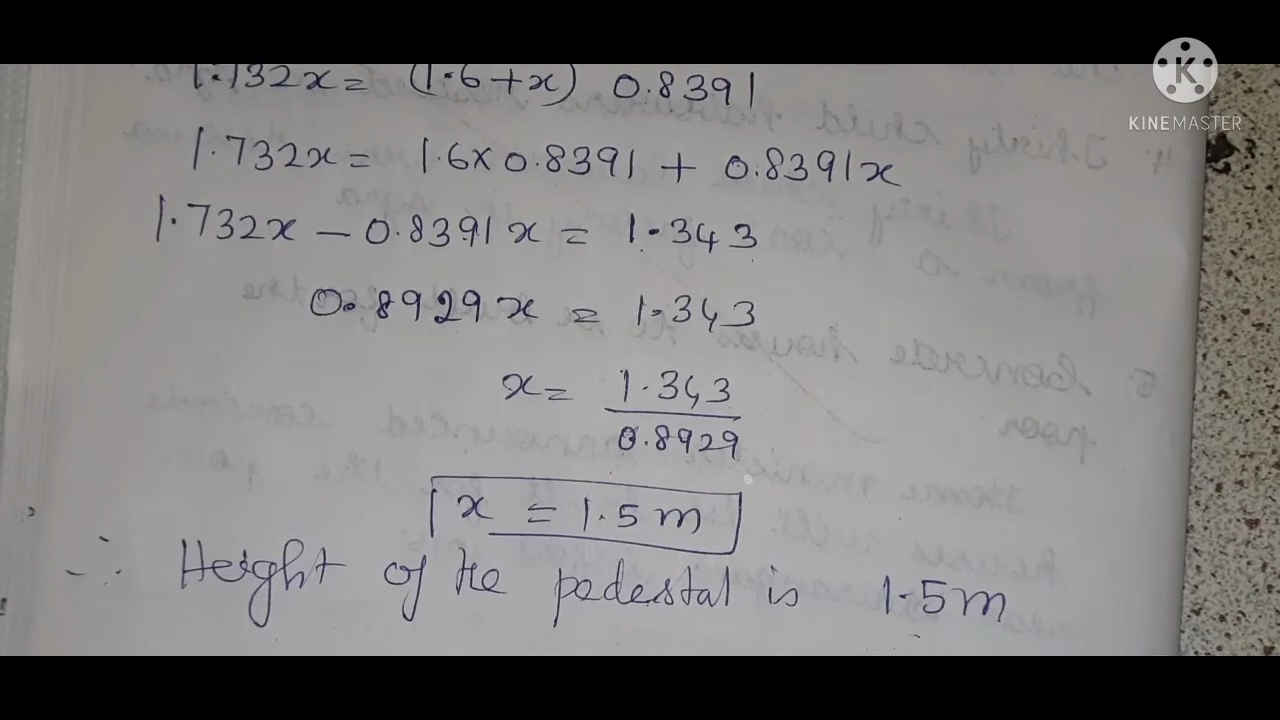 1.732x = (1.6+x) 0.8391
KINEMASTER
1.732x = 1.6x0.8391 + 0.8391x
1.732x - 0.8391x = 1.343
0.8929x = 1.343
x = 1.343
0.8929
x = 1.5m
∴ Height of the pedestal is 1.5m